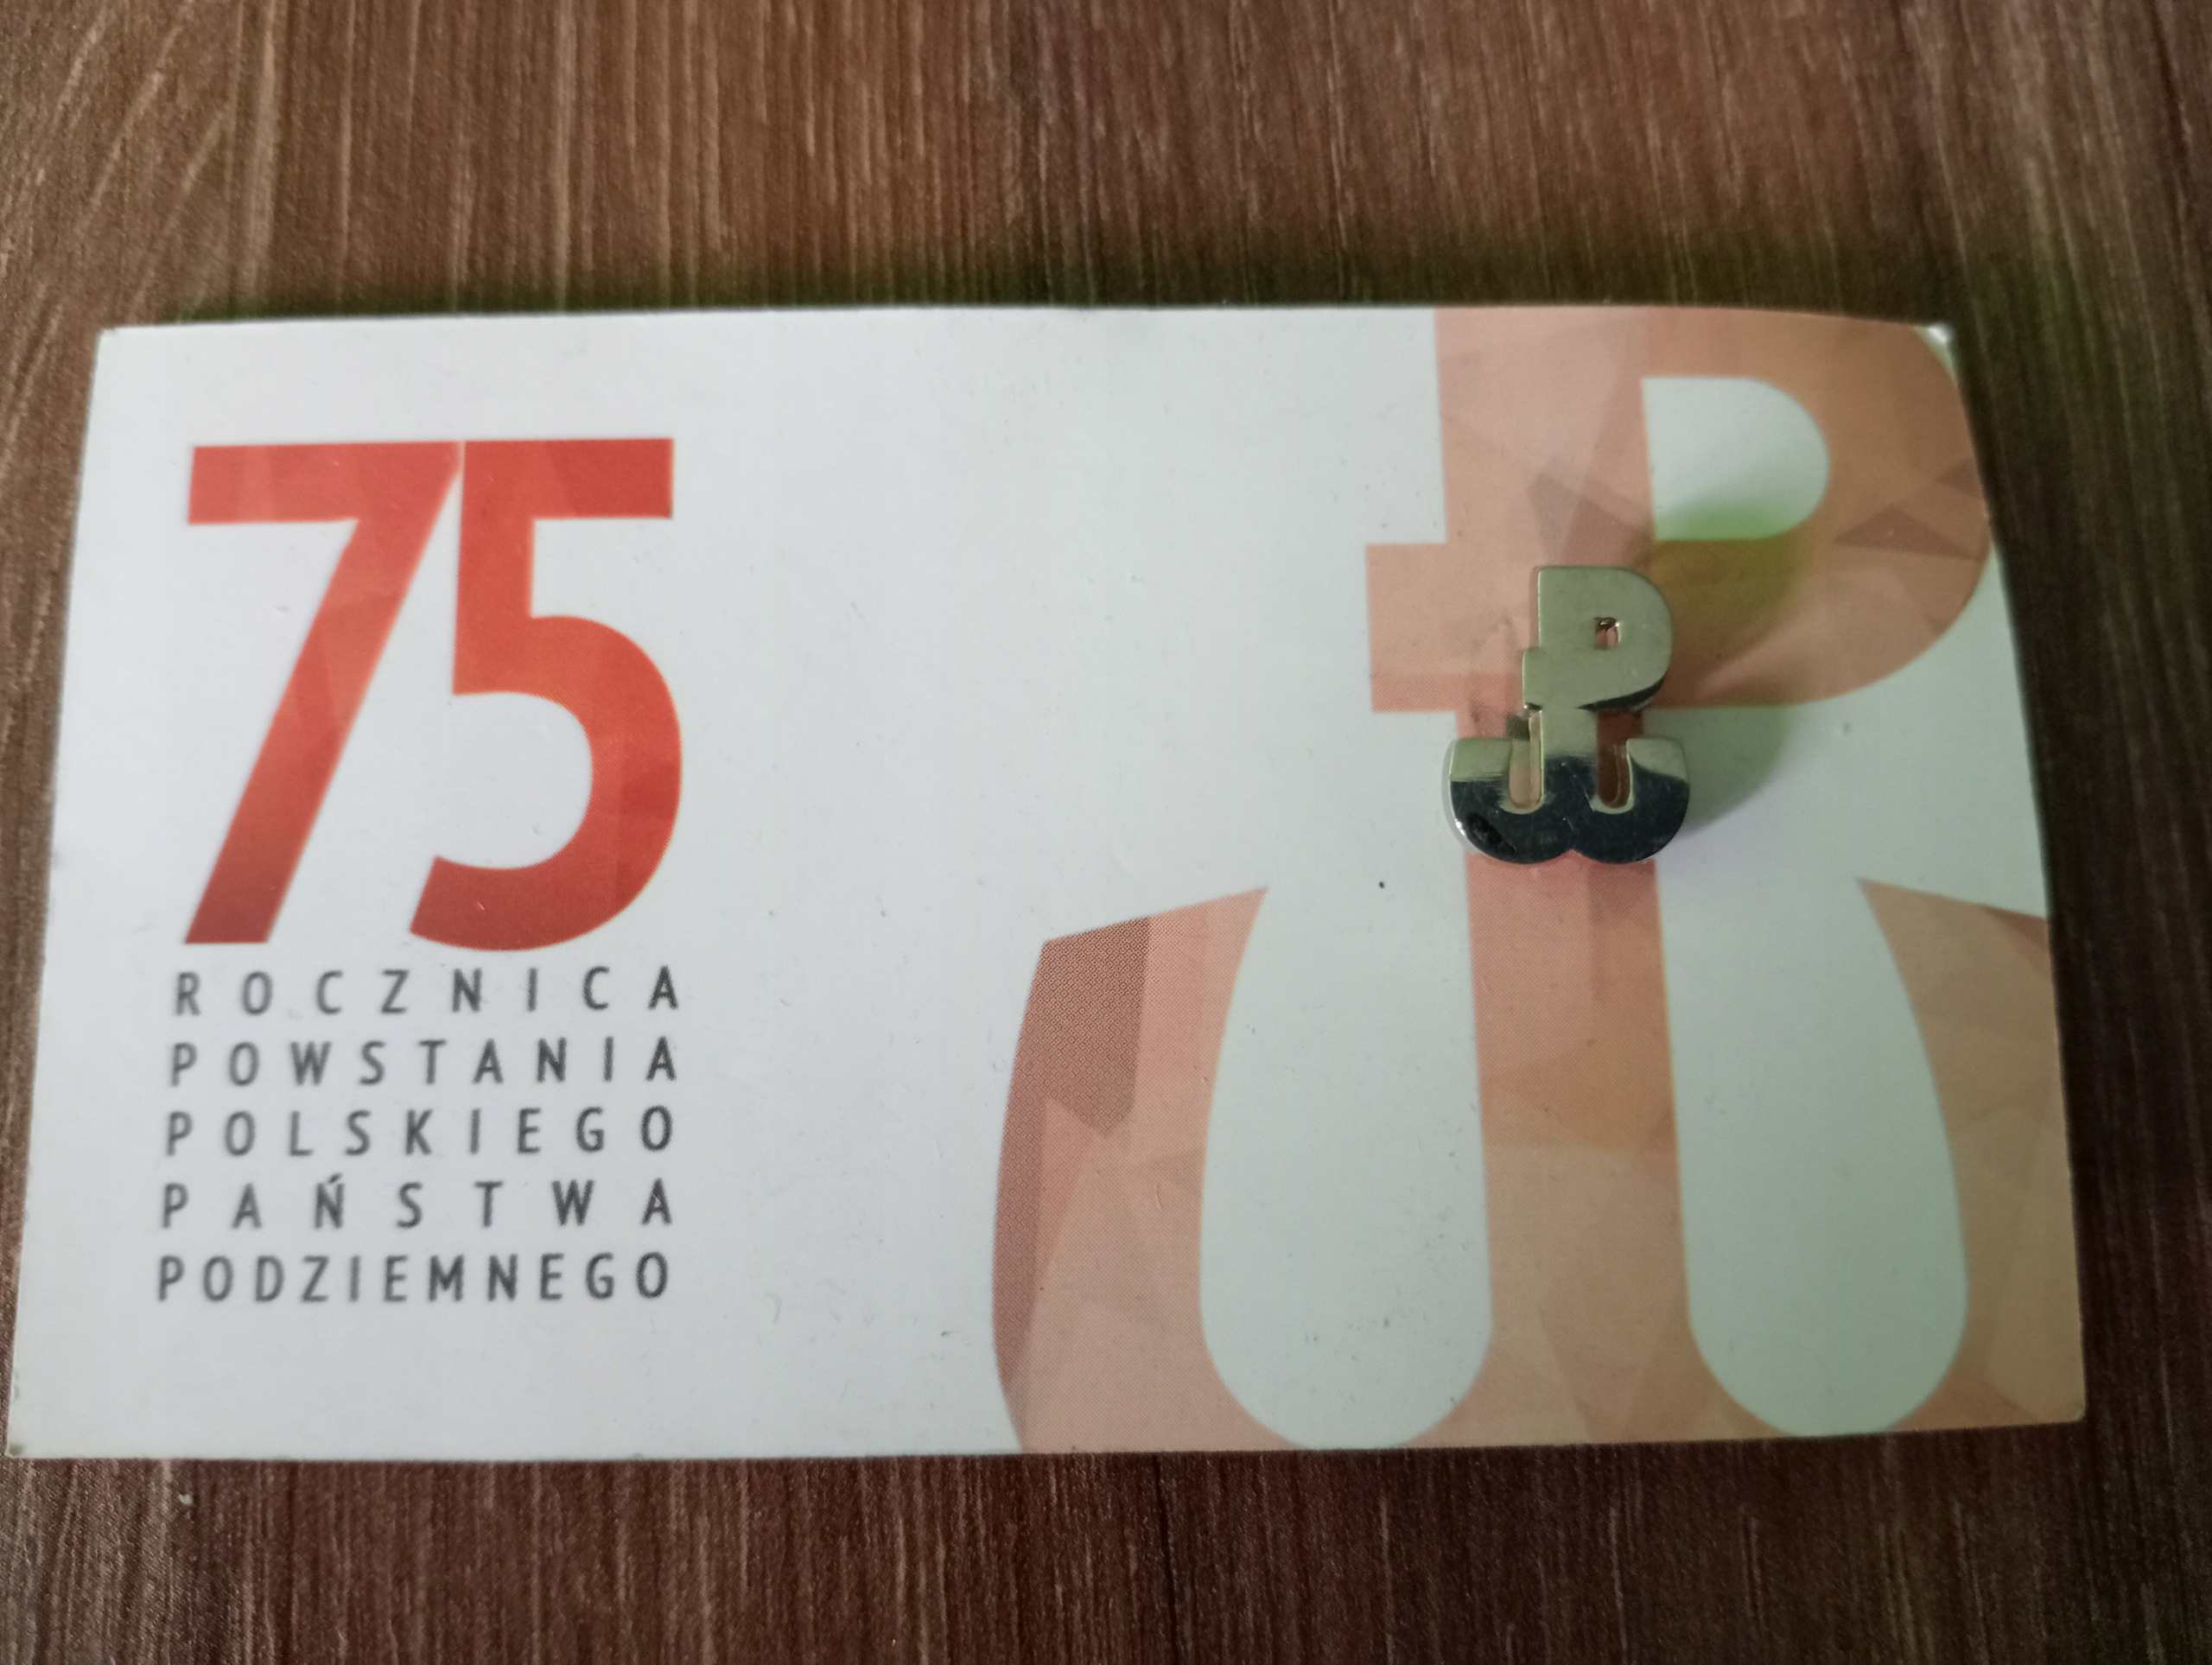 75
ROCZNICA
POWSTANIA
POLSKIEGO
PAŃSTWA
PODZIEMNEGO